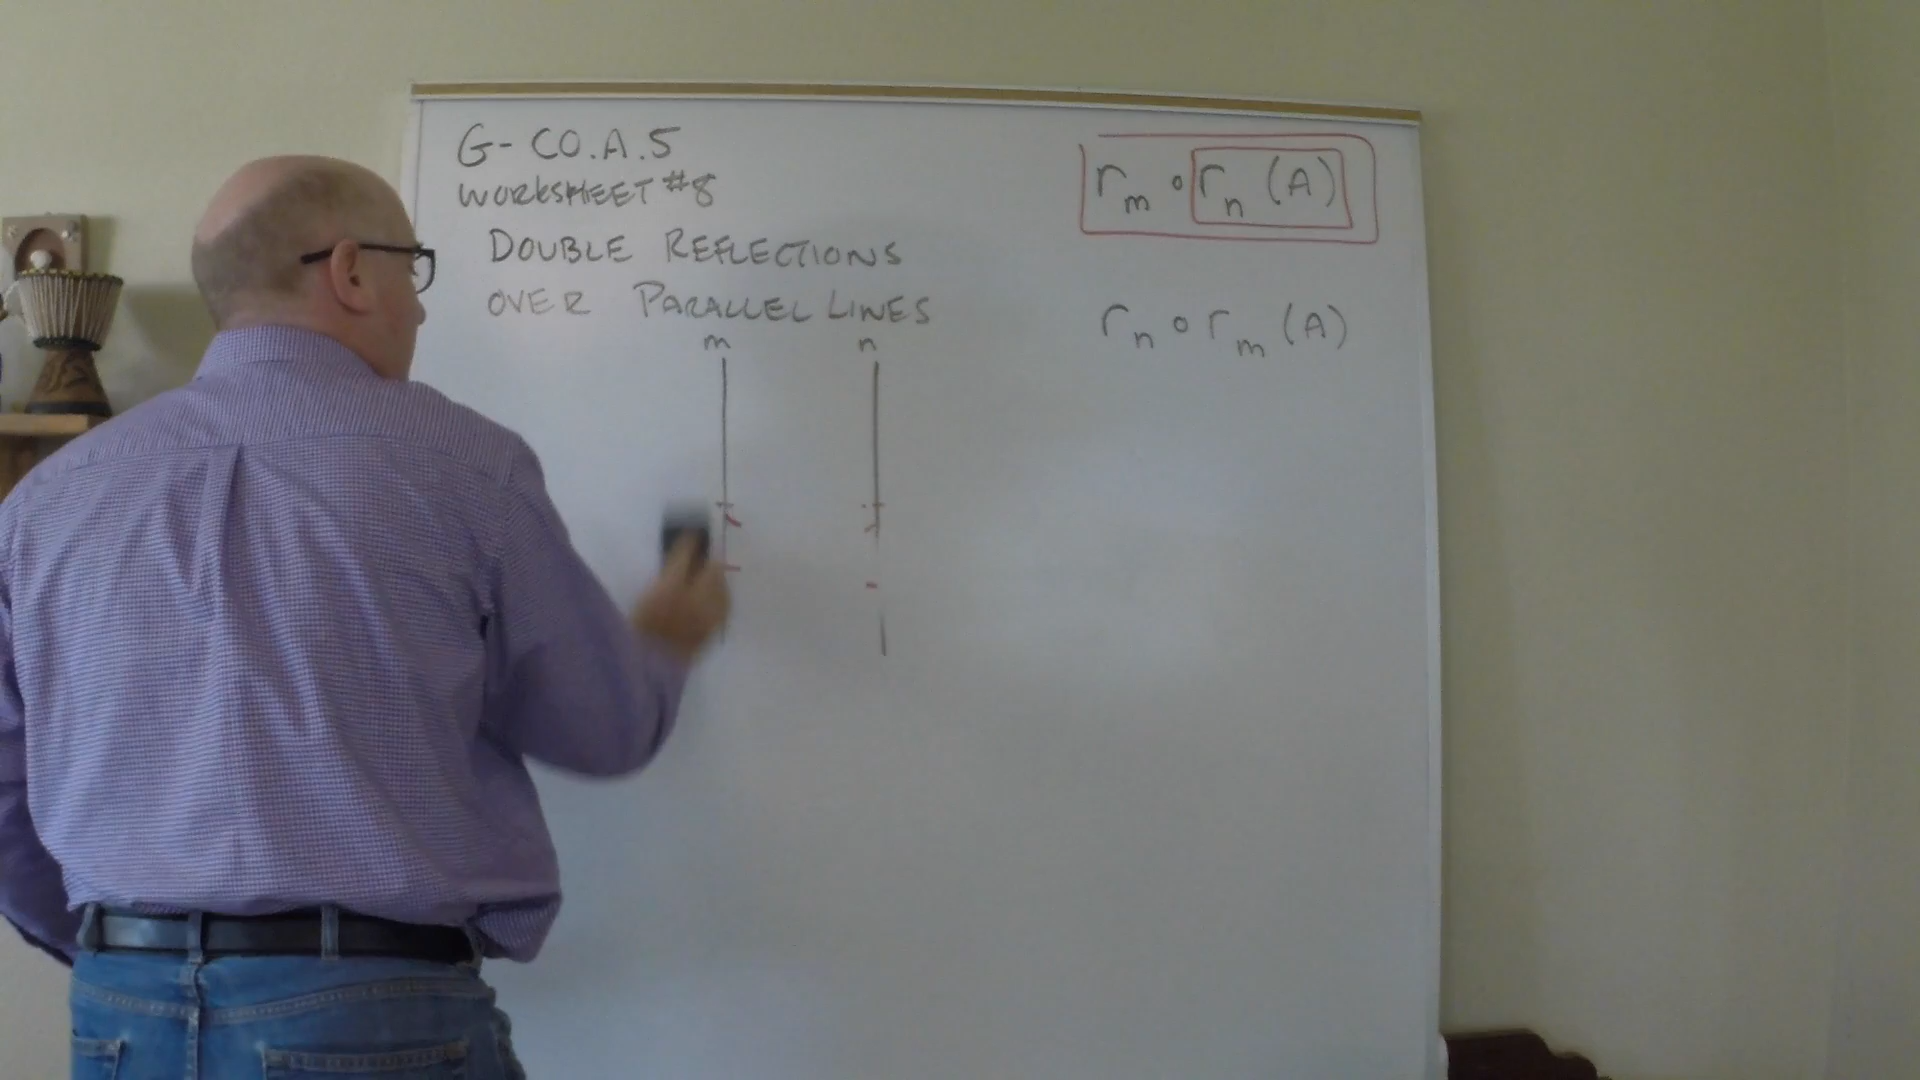 G-CO.A.5
WORKSHEET #8
DOUBLE REFLECTIONS
OVER PARALLEL LINES
m n
r_m ∘ r_n (A)
r_n ∘ r_m (A)